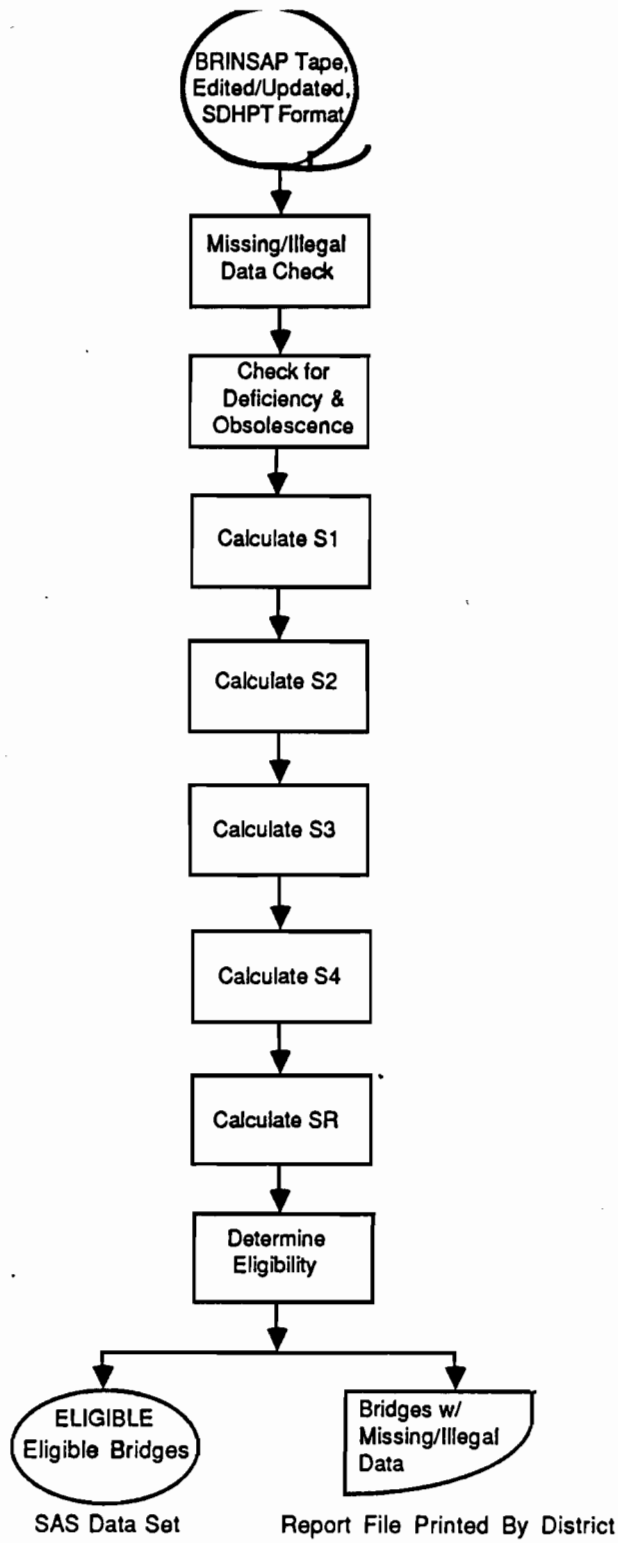 BRINSAP Tape,
Edited/Updated,
SDHPT Format
Missing/Illegal
Data Check
Check for
Deficiency &
Obsolescence
Calculate S1
Calculate S2
Calculate S3
Calculate S4
Calculate SR
Determine
Eligibility
ELIGIBLE
Eligible Bridges
Bridges w/
Missing/Illegal
Data
SAS Data Set
Report File Printed By District